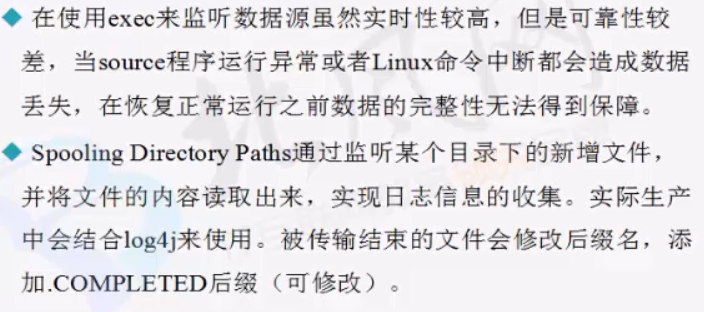 在使用exec来监听数据源虽然实时性较高，但是可靠性较
差，当source程序运行异常或者Linux命令中断都会造成数据
丢失，在恢复正常运行之前数据的完整性无法得到保障。
Spooling Directory Paths通过监听某个目录下的新增文件，
并将文件的内容读取出来，实现日志信息的收集。实际生产
中会结合log4j来使用。被传输结束的文件会修改后缀名，添
加.COMPLETED后缀（可修改）。